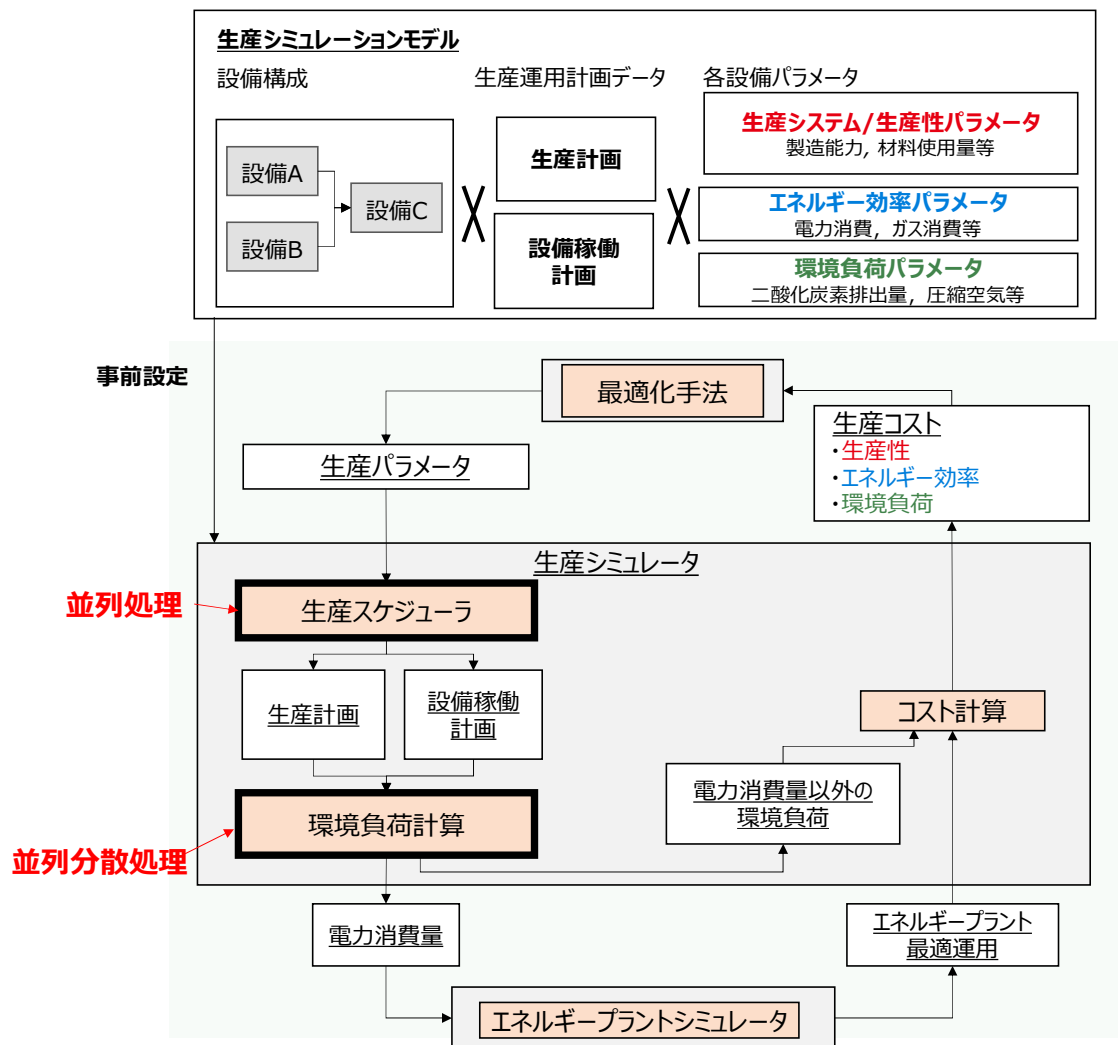 生産シミュレーションモデル
設備構成
生産運用計画データ
各設備パラメータ
設備A
設備B
設備C
生産計画
設備稼働
計画
生産システム/生産性パラメータ
製造能力, 材料使用量等
エネルギー効率パラメータ
電力消費, ガス消費等
環境負荷パラメータ
二酸化炭素排出量, 圧縮空気等
事前設定
最適化手法
生産パラメータ
生産コスト
・生産性
・エネルギー効率
・環境負荷
生産シミュレータ
並列処理
生産スケジューラ
生産計画
設備稼働
計画
コスト計算
電力消費量以外の
環境負荷
環境負荷計算
並列分散処理
電力消費量
エネルギープラント
最適運用
エネルギープラントシミュレータ